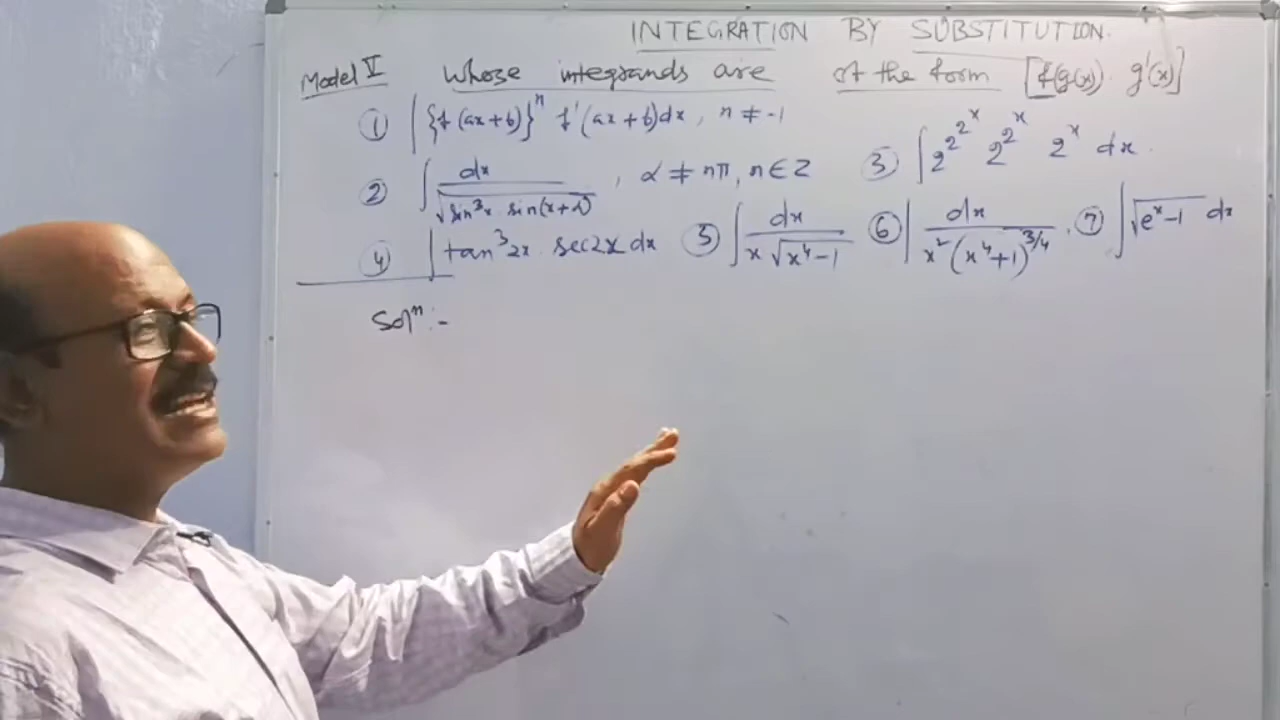 INTEGRATION BY SUBSTITUTION.
Model V Whose integrands are of the form [f(g(x)) · g'(x)]
① ∫ {f(ax+b)}ⁿ f'(ax+b)dx, n ≠ -1
② ∫ dx / √(sin³x · sin(x+α)), α ≠ nπ, n ∈ Z
③ ∫ 2^(2^(2^x)) 2^(2^x) 2^x dx.
④ ∫ tan³2x · sec2x dx
⑤ ∫ dx / (x √(x⁴-1))
⑥ ∫ dx / (x²(x⁴+1)^(3/4)).
⑦ ∫ √(eˣ-1) dx
Solⁿ :-